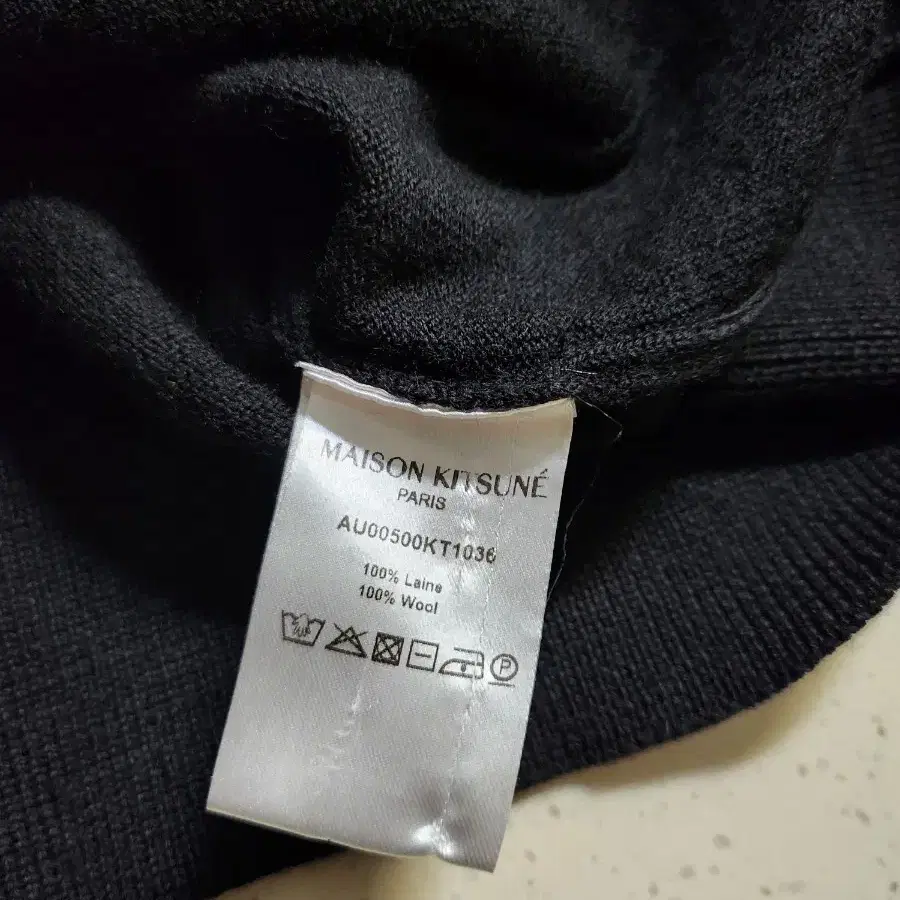 MAISON KITSUNÉ
PARIS
AU00500KT1036
100% Laine
100% Wool
P